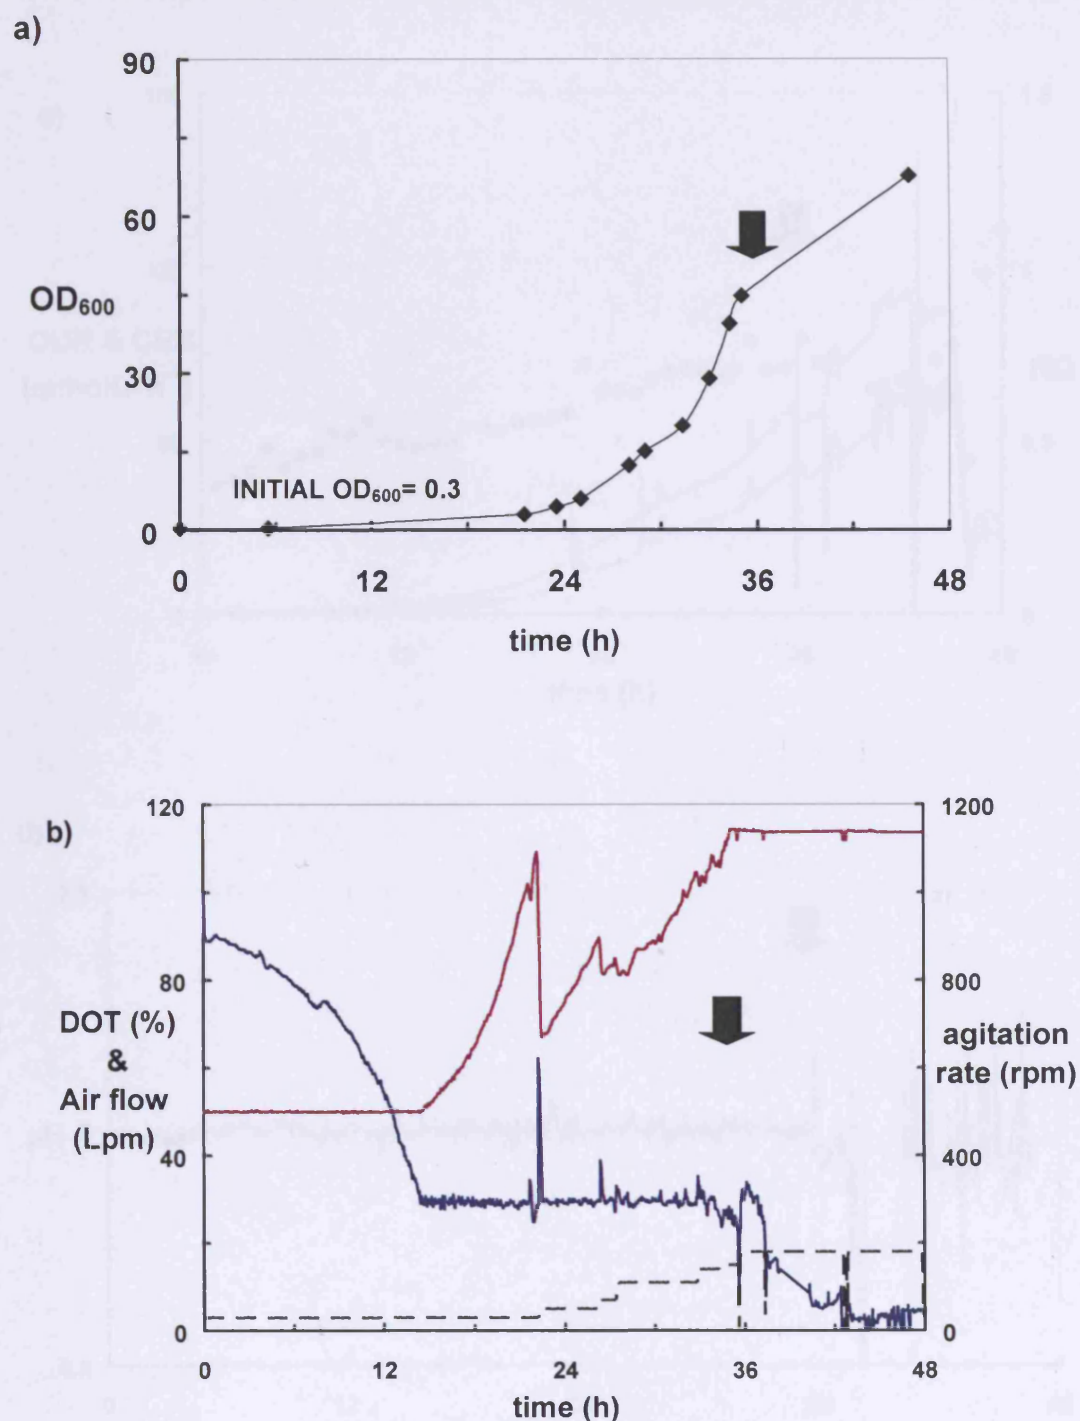 a)
90
60
OD600
30
INITIAL OD600= 0.3
0
0 12 24 36 48
time (h)
120 1200
b)
80 800
DOT (%)
&
Air flow
(Lpm)
agitation
rate (rpm)
40 400
0 0
0 12 24 36 48
time (h)